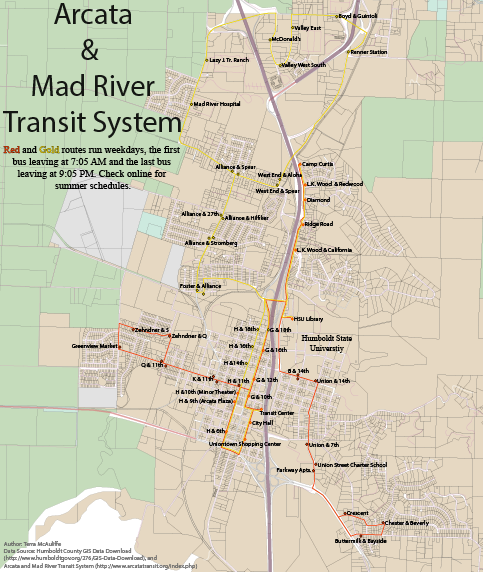 Arcata
&
Mad River
Transit System
Red and Gold routes run weekdays, the first
bus leaving at 7:05 AM and the last bus
leaving at 9:05 PM. Check online for
summer schedules.
Boyd & Guintoli
Valley East
McDonald's
Renner Station
Lazy J. Tr. Ranch
Valley West South
Mad River Hospital
Camp Curtis
Alliance & Spear
West End & Aloha
L.K. Wood & Redwood
West End & Spear
Diamond
Alliance & 27th
Alliance & Hilfiker
Ridge Road
Alliance & Stromberg
L.K. Wood & California
Foster & Alliance
HSU Library
Zehndner & S
H & 18th
G & 18th
Zehndner & Q
Humboldt State
Universtiy
Greenview Market
H & 16th
G & 16th
Q & 11th
H & 14th
B & 14th
K & 11th
H & 11th
G & 12th
Union & 14th
H & 10th (Minor Theater)
G & 10th
H & 9th (Arcata Plaza)
Transit Center
City Hall
H & 6th
Uniontown Shopping Center
Union & 7th
Union Street Charter School
Parkway Apts.
Crescent
Chester & Beverly
Buttermilk & Bayside
Author: Terra McAuliffe
Data Source: Humboldt County GIS Data Download
(http://www.humboldtgov.org/276/GIS-Data-Download), and
Arcata and Mad River Transit System (http://www.arcatatransit.org/index.php)